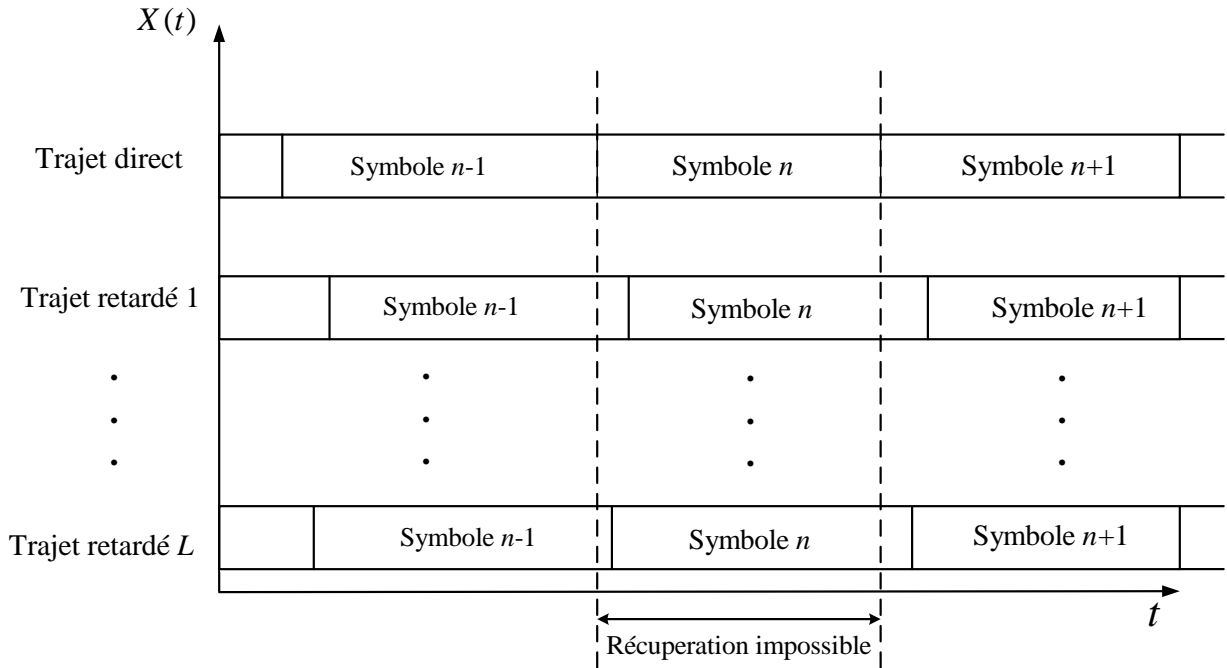 X(t)
Trajet direct
Symbole n-1
Symbole n
Symbole n+1
Trajet retardé 1
Symbole n-1
Symbole n
Symbole n+1
Trajet retardé L
Symbole n-1
Symbole n
Symbole n+1
t
Récuperation impossible